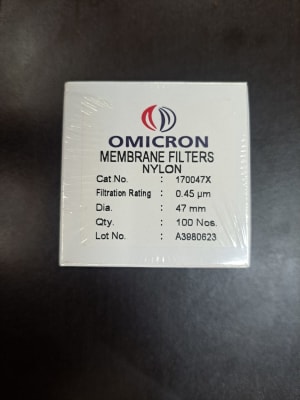 OMICRON
MEMBRANE FILTERS
NYLON
Cat.No. : 170047X
Filtration Rating : 0.45 µm
Dia. : 47 mm
Qty. : 100 Nos.
Lot No. : A3980623